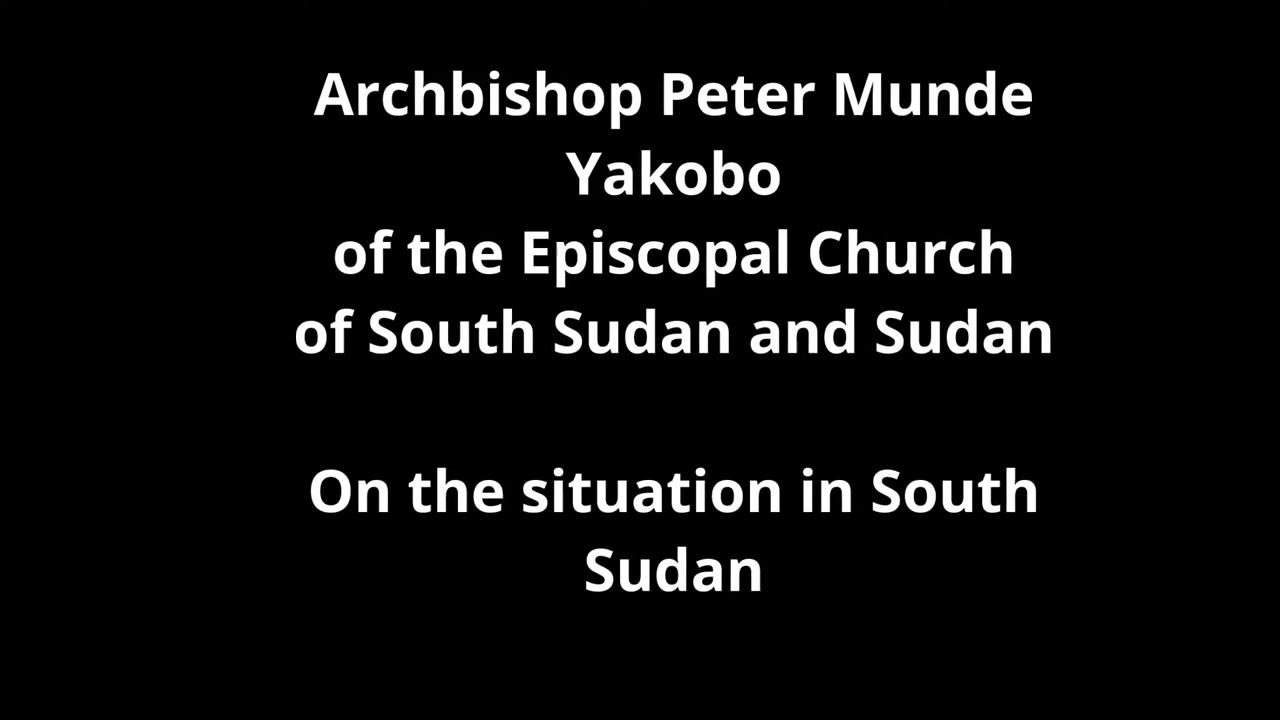 Archbishop Peter Munde
Yakobo
of the Episcopal Church
of South Sudan and Sudan
On the situation in South
Sudan